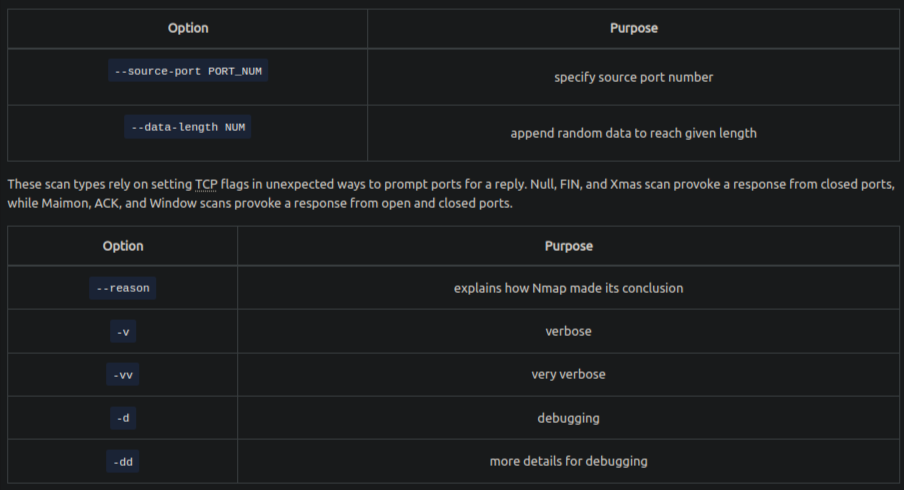 Option Purpose
--source-port PORT_NUM specify source port number
--data-length NUM append random data to reach given length
These scan types rely on setting TCP flags in unexpected ways to prompt ports for a reply. Null, FIN, and Xmas scan provoke a response from closed ports,
while Maimon, ACK, and Window scans provoke a response from open and closed ports.
Option Purpose
--reason explains how Nmap made its conclusion
-v verbose
-vv very verbose
-d debugging
-dd more details for debugging